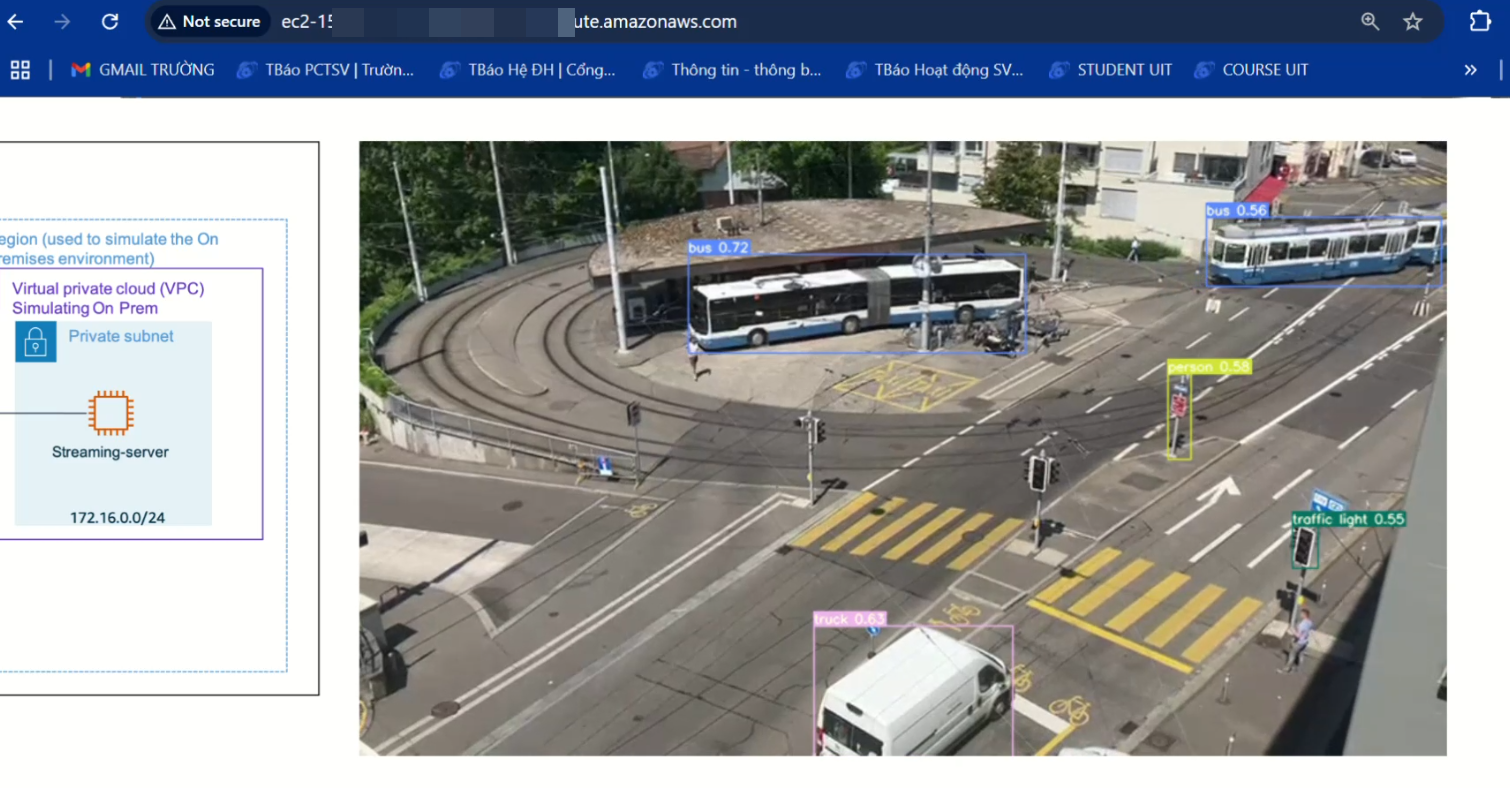 Not secure
ec2-15
ute.amazonaws.com
GMAIL TRƯỜNG
TBáo PCTSV | Trườn...
TBáo Hệ ĐH | Cổng...
Thông tin - thông b...
TBáo Hoạt động SV...
STUDENT UIT
COURSE UIT
egion (used to simulate the On
remises environment)
Virtual private cloud (VPC)
Simulating On Prem
Private subnet
Streaming-server
172.16.0.0/24
bus 0.56
bus 0.72
person 0.58
traffic light 0.55
truck 0.63